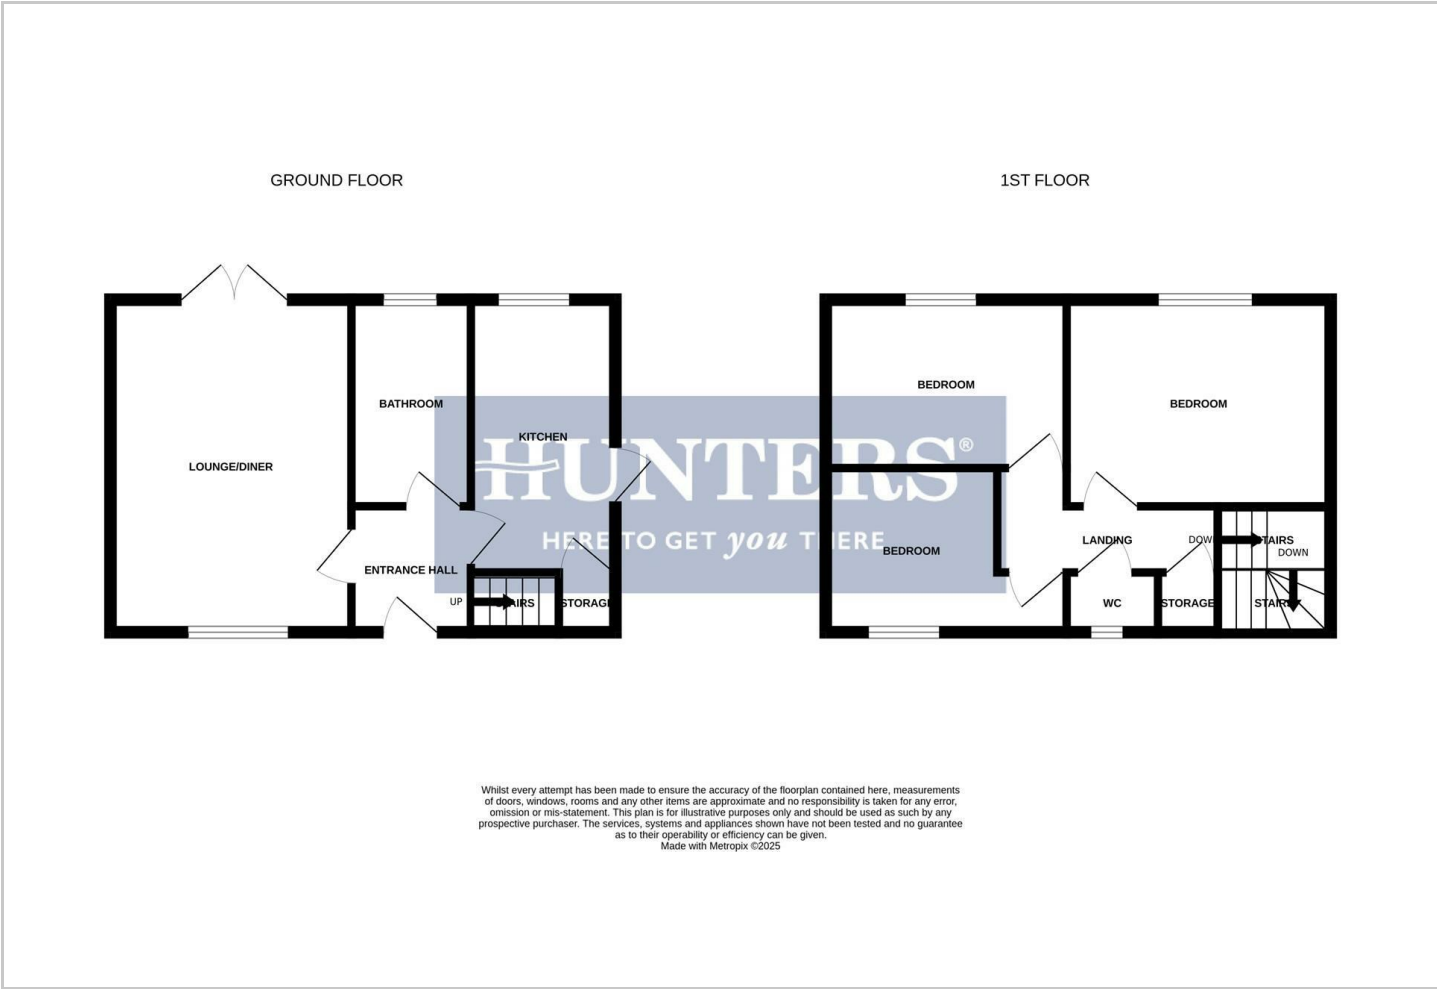 GROUND FLOOR
1ST FLOOR
LOUNGE/DINER
BATHROOM
KITCHEN
ENTRANCE HALL
UP
STAIRS
STORAGE
BEDROOM
BEDROOM
BEDROOM
LANDING
DOWN
STAIRS
DOWN
WC
STORAGE
STAIRS
HUNTERS®
HERE TO GET you THERE
Whilst every attempt has been made to ensure the accuracy of the floorplan contained here, measurements
of doors, windows, rooms and any other items are approximate and no responsibility is taken for any error,
omission or mis-statement. This plan is for illustrative purposes only and should be used as such by any
prospective purchaser. The services, systems and appliances shown have not been tested and no guarantee
as to their operability or efficiency can be given.
Made with Metropix ©2025